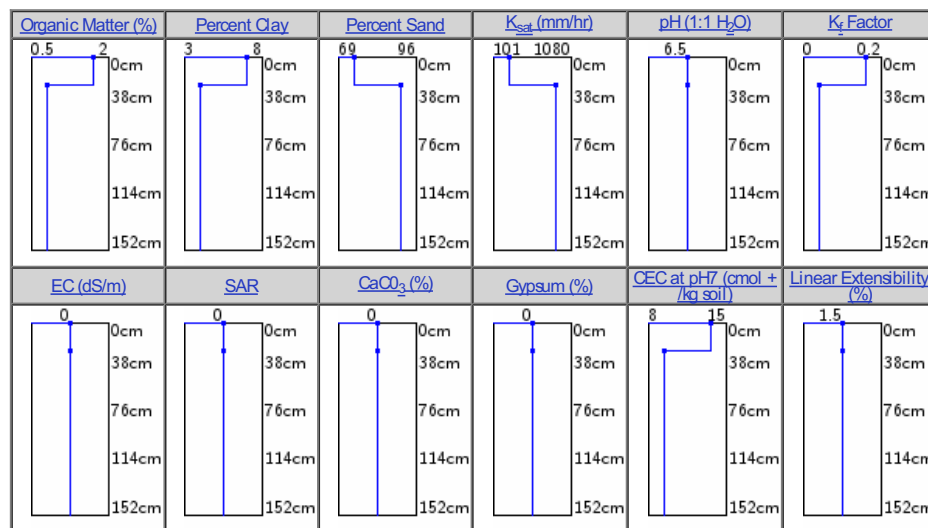 Organic Matter (%) Percent Clay Percent Sand Ksat (mm/hr) pH (1:1 H2O) Kf Factor
0.5 2 3 8 69 96 101 1080 6.5 0 0.2
0cm 0cm 0cm 0cm 0cm 0cm
38cm 38cm 38cm 38cm 38cm 38cm
76cm 76cm 76cm 76cm 76cm 76cm
114cm 114cm 114cm 114cm 114cm 114cm
152cm 152cm 152cm 152cm 152cm 152cm
EC (dS/m) SAR CaC03 (%) Gypsum (%) CEC at pH7 (cmol + /kg soil) Linear Extensibility (%)
0 0 0 0 8 15 1.5
0cm 0cm 0cm 0cm 0cm 0cm
38cm 38cm 38cm 38cm 38cm 38cm
76cm 76cm 76cm 76cm 76cm 76cm
114cm 114cm 114cm 114cm 114cm 114cm
152cm 152cm 152cm 152cm 152cm 152cm